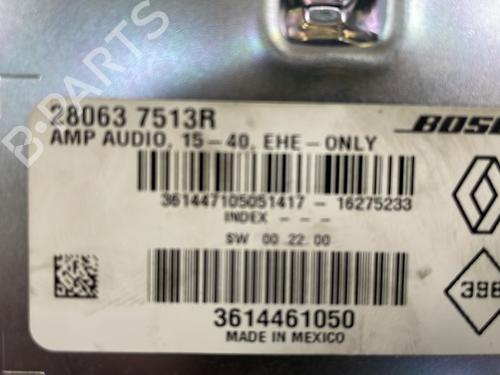 28063 7513R
BOSE
AMP AUDIO, 15-40, EHE-ONLY
361447105051417 - 16275233
INDEX - - -
SW 00.22.00
398
3614461050
MADE IN MEXICO
B-PARTS